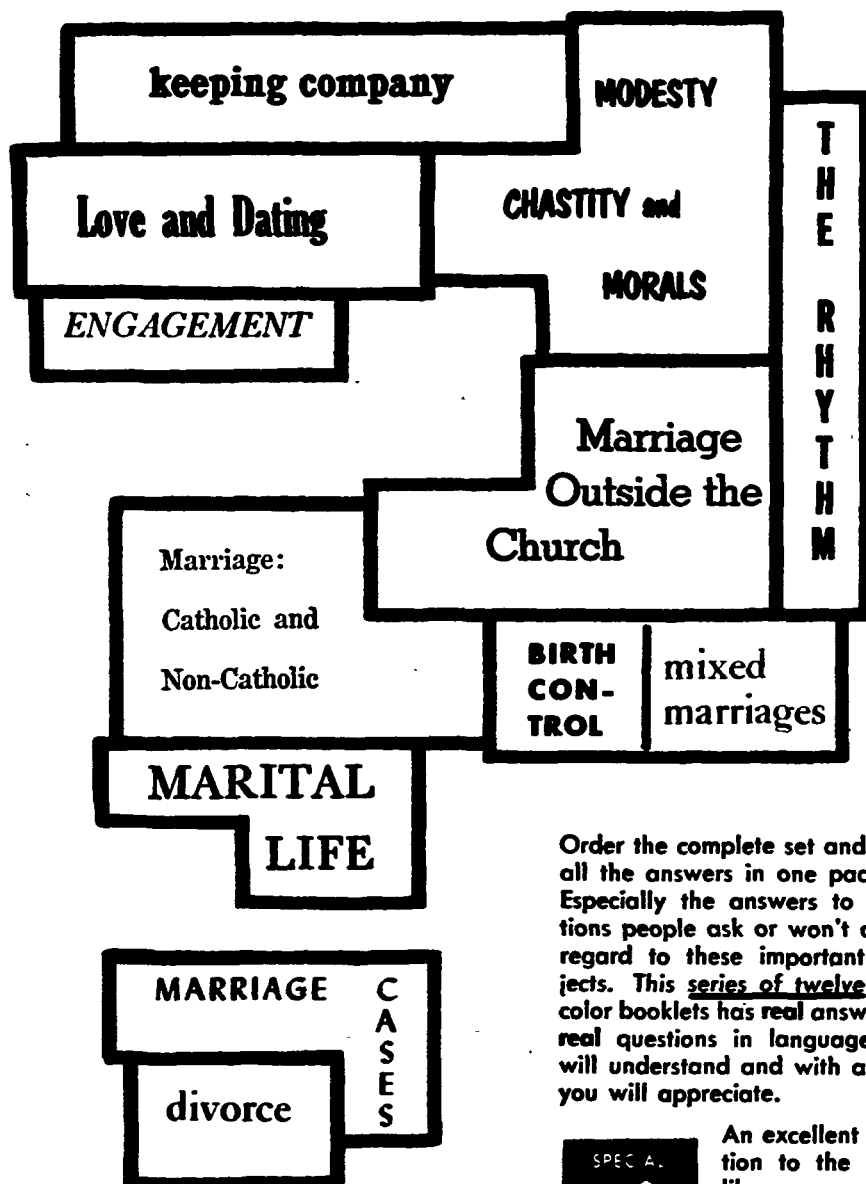 keeping company
MODESTY
CHASTITY and
MORALS
THE RHYTHM
Love and Dating
ENGAGEMENT
Marriage
Outside the
Church
Marriage:
Catholic and
Non-Catholic
BIRTH
CON-
TROL
mixed
marriages
MARITAL
LIFE
MARRIAGE CASES
divorce
Order the complete set and
all the answers in one pac
Especially the answers to
tions people ask or won't
regard to these important
jects. This series of twelve
color booklets has real answ
real questions in language
will understand and with a
you will appreciate.
An excellent
tion to the
SPECIAL